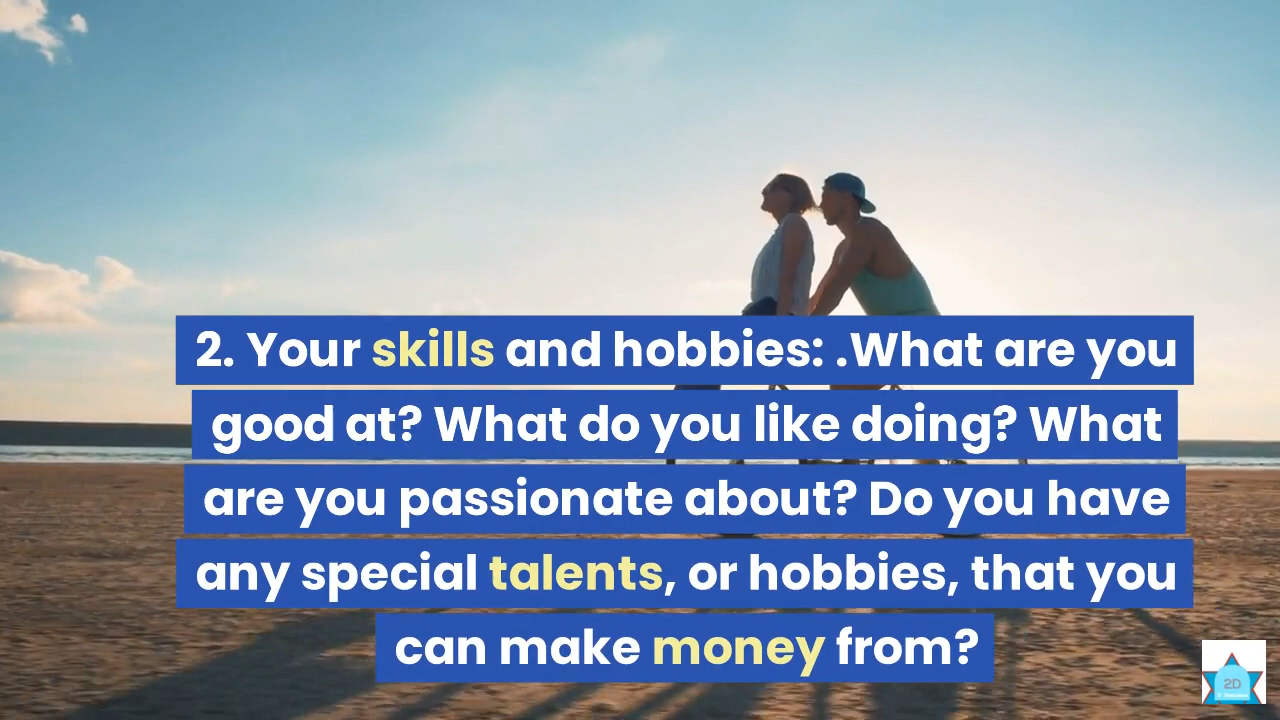 2. Your skills and hobbies: .What are you
good at? What do you like doing? What
are you passionate about? Do you have
any special talents, or hobbies, that you
can make money from?
2D